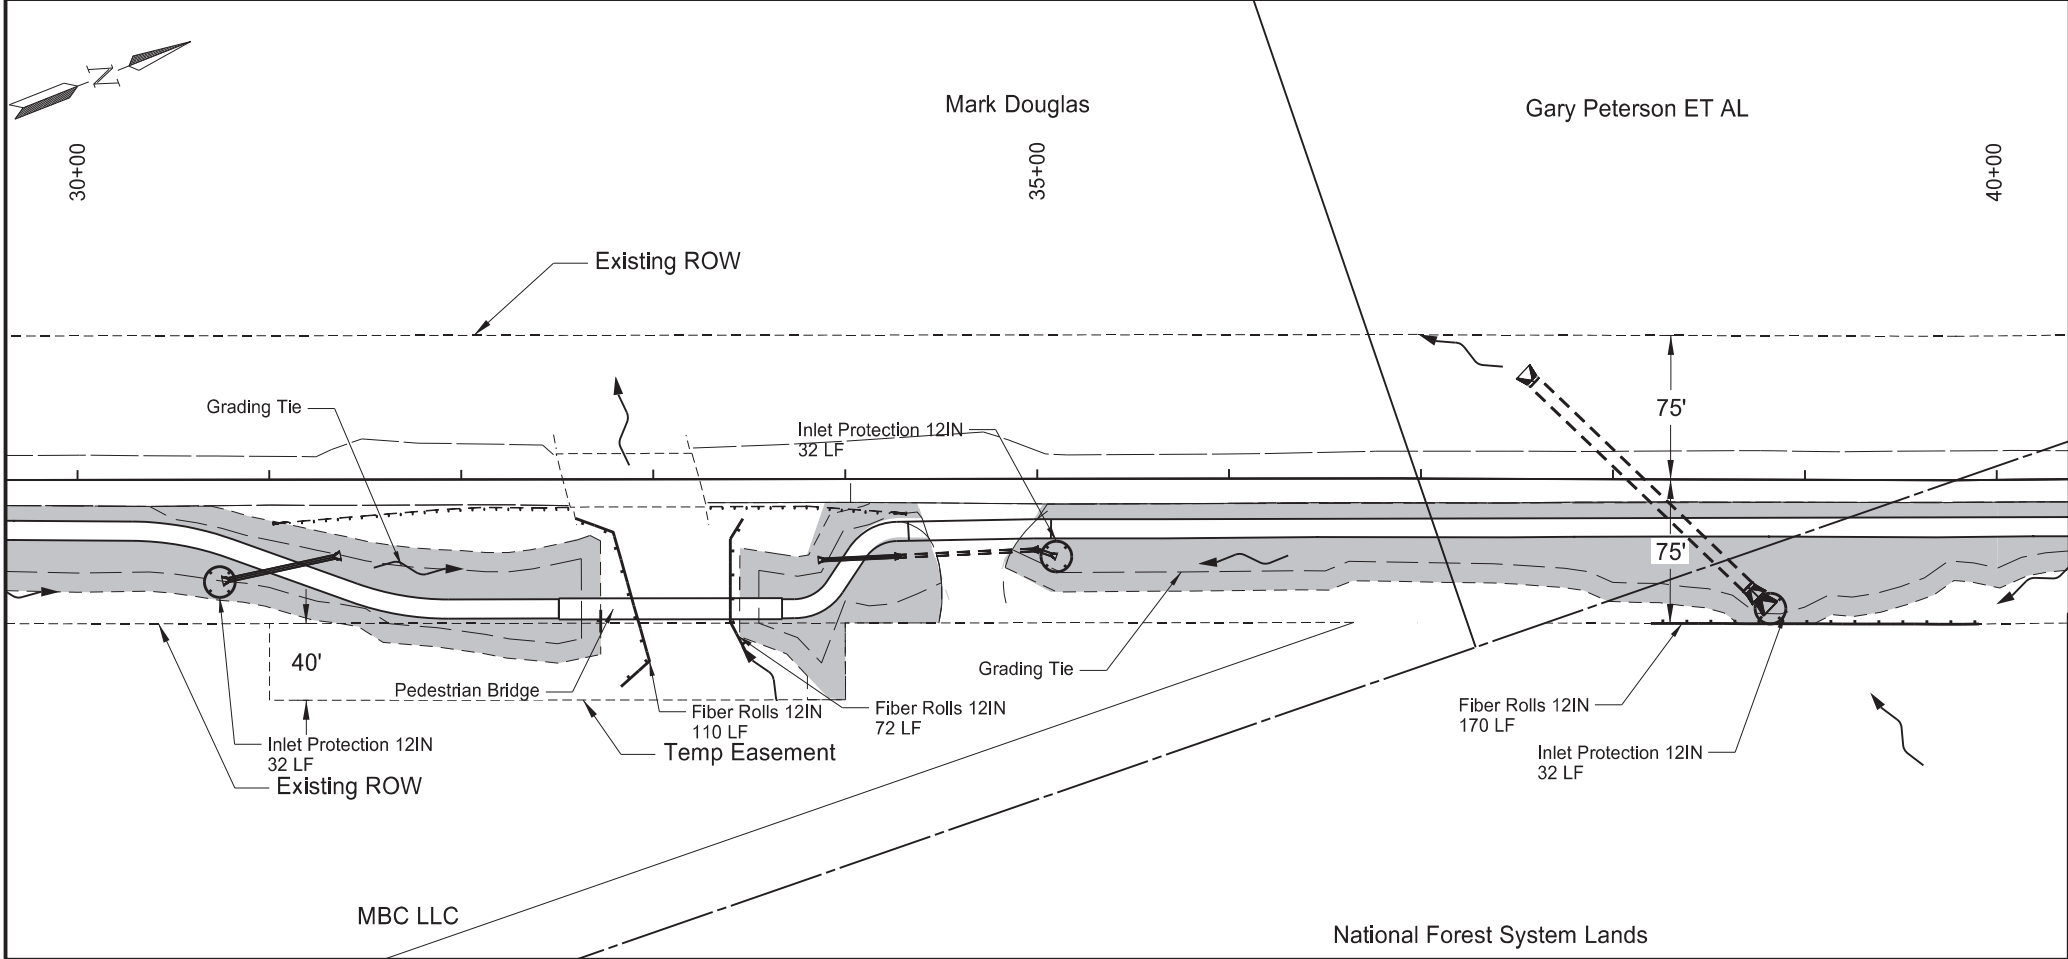 N
Mark Douglas
Gary Peterson ET AL
30+00
35+00
40+00
Existing ROW
Grading Tie
Inlet Protection 12IN
32 LF
75'
75'
40'
Pedestrian Bridge
Grading Tie
Fiber Rolls 12IN
110 LF
Fiber Rolls 12IN
72 LF
Fiber Rolls 12IN
170 LF
Inlet Protection 12IN
32 LF
Temp Easement
Inlet Protection 12IN
32 LF
Existing ROW
MBC LLC
National Forest System Lands